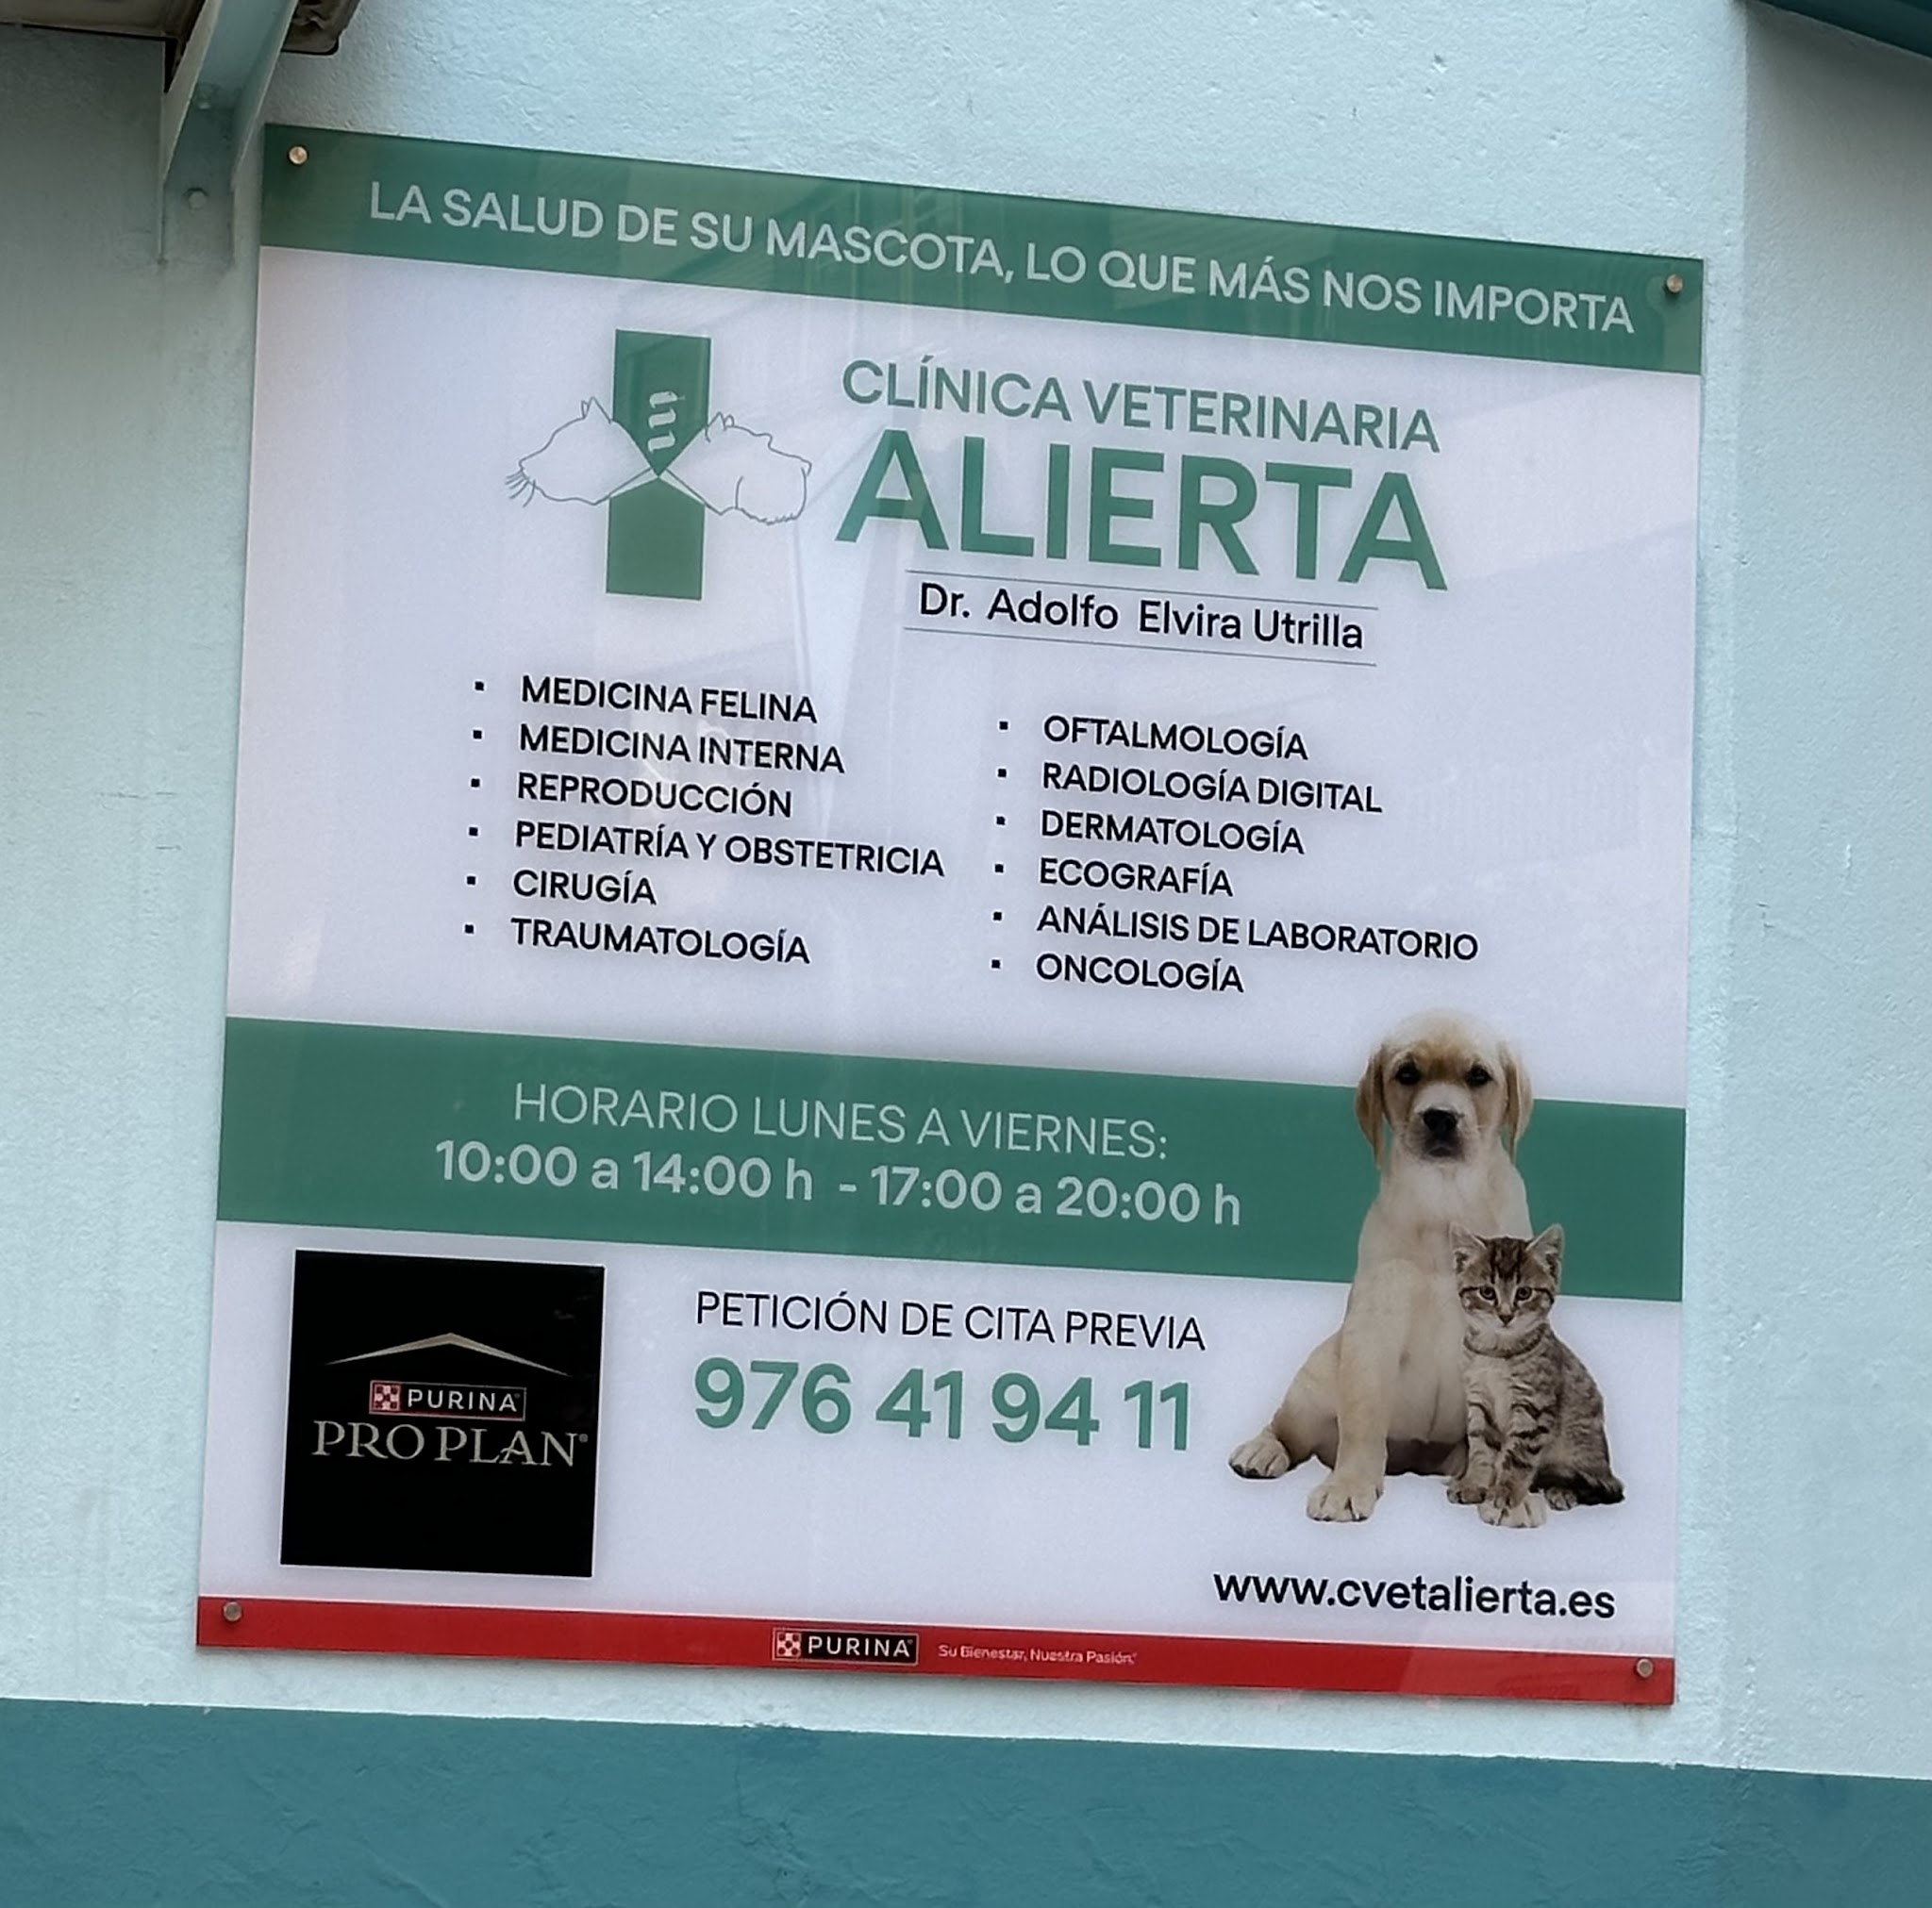 LA SALUD DE SU MASCOTA, LO QUE MÁS NOS IMPORTA
CLÍNICA VETERINARIA
ALIERTA
Dr. Adolfo Elvira Utrilla
▪ MEDICINA FELINA
▪ MEDICINA INTERNA
▪ REPRODUCCIÓN
▪ PEDIATRÍA Y OBSTETRICIA
▪ CIRUGÍA
▪ TRAUMATOLOGÍA
▪ OFTALMOLOGÍA
▪ RADIOLOGÍA DIGITAL
▪ DERMATOLOGÍA
▪ ECOGRAFÍA
▪ ANÁLISIS DE LABORATORIO
▪ ONCOLOGÍA
HORARIO LUNES A VIERNES:
10:00 a 14:00 h - 17:00 a 20:00 h
PURINA®
PRO PLAN®
PETICIÓN DE CITA PREVIA
976 41 94 11
www.cvetalierta.es
PURINA® Su Bienestar, Nuestra Pasión.®